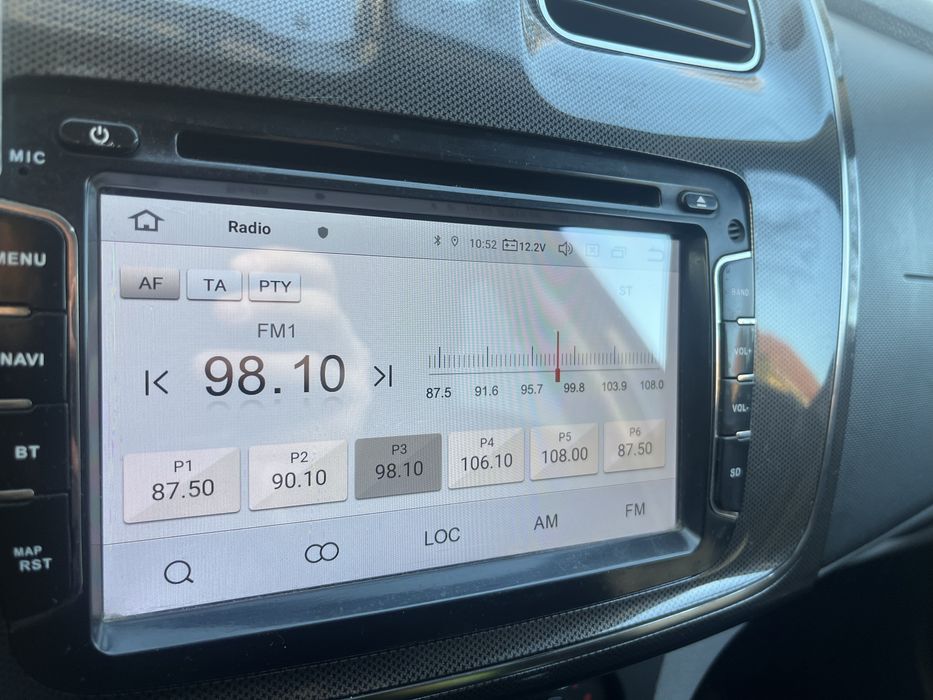 MIC
MENU
NAVI
BT
MAP
RST
Radio
10:52 12.2V
AF TA PTY
ST
FM1
98.10
87.5 91.6 95.7 99.8 103.9 108.0
P1
87.50
P2
90.10
P3
98.10
P4
106.10
P5
108.00
P6
87.50
LOC AM FM
BAND
VOL+
VOL-
SD